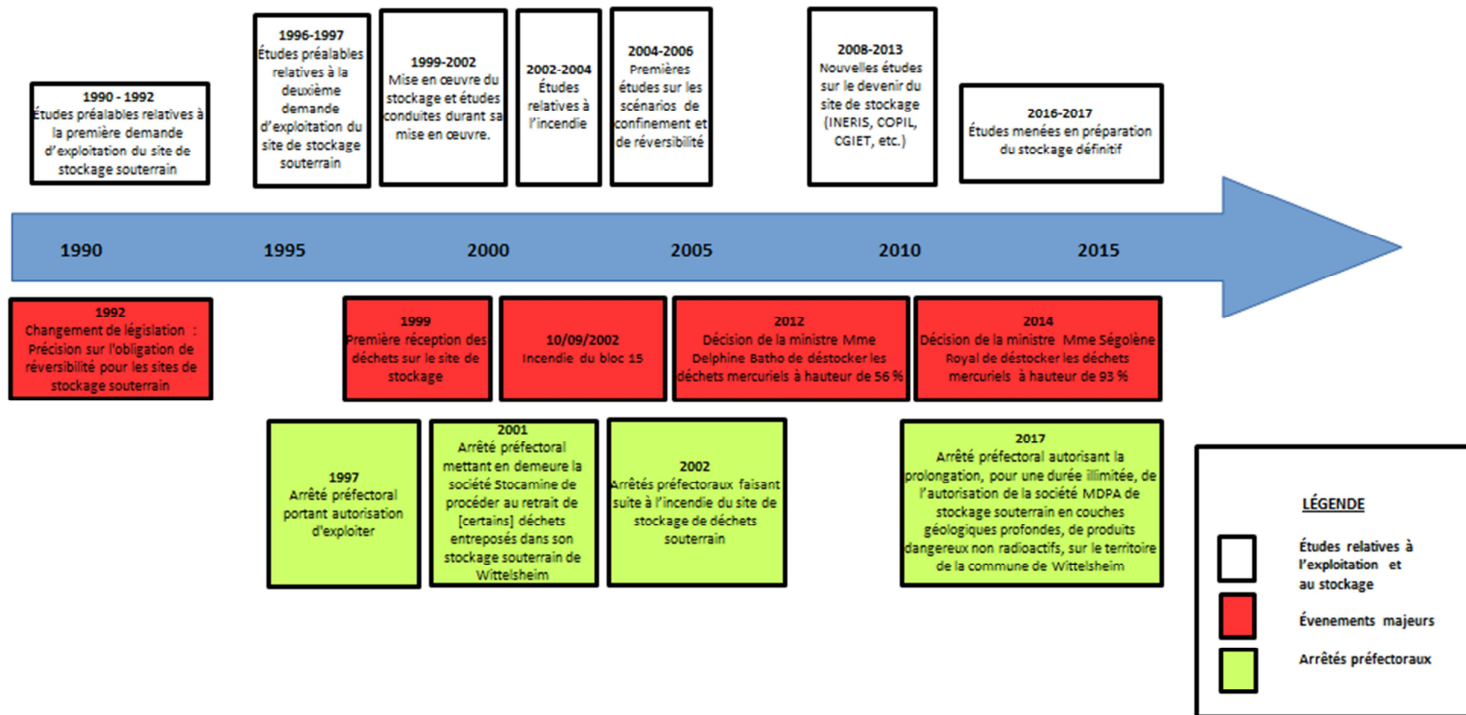 1990 - 1992
Études préalables relatives à
la première demande
d'exploitation du site de
stockage souterrain
1996-1997
Études préalables
relatives à la
deuxième
demande
d'exploitation du
site de stockage
souterrain
1999-2002
Mise en œuvre du
stockage et études
conduites durant sa
mise en œuvre.
2002-2004
Études
relatives à
l'incendie
2004-2006
Premières
études sur les
scénarios de
confinement et
de réversibilité
2008-2013
Nouvelles études
sur le devenir du
site de stockage
(INERIS, COPIL,
CGIET, etc.)
2016-2017
Études menées en préparation
du stockage définitif
1990 1995 2000 2005 2010 2015
1992
Changement de législation :
Précision sur l'obligation de
réversibilité pour les sites de
stockage souterrain
1999
Première réception des
déchets sur le site de
stockage
10/09/2002
Incendie du bloc 15
2012
Décision de la ministre Mme
Delphine Batho de déstocker les
déchets mercuriels à hauteur de 56 %
2014
Décision de la ministre Mme Ségolène
Royal de déstocker les déchets
mercuriels à hauteur de 93 %
1997
Arrêté préfectoral
portant autorisation
d'exploiter
2001
Arrêté préfectoral
mettant en demeure la
société Stocamine de
procéder au retrait de
[certains] déchets
entreposés dans son
stockage souterrain de
Wittelsheim
2002
Arrêtés préfectoraux faisant
suite à l'incendie du site de
stockage de déchets
souterrain
2017
Arrêté préfectoral autorisant la
prolongation, pour une durée illimitée, de
l'autorisation de la société MDPA de
stockage souterrain en couches
géologiques profondes, de produits
dangereux non radioactifs, sur le territoire
de la commune de Wittelsheim
LÉGENDE
Études relatives à
l'exploitation et
au stockage
Évenements majeurs
Arrêtés préfectoraux